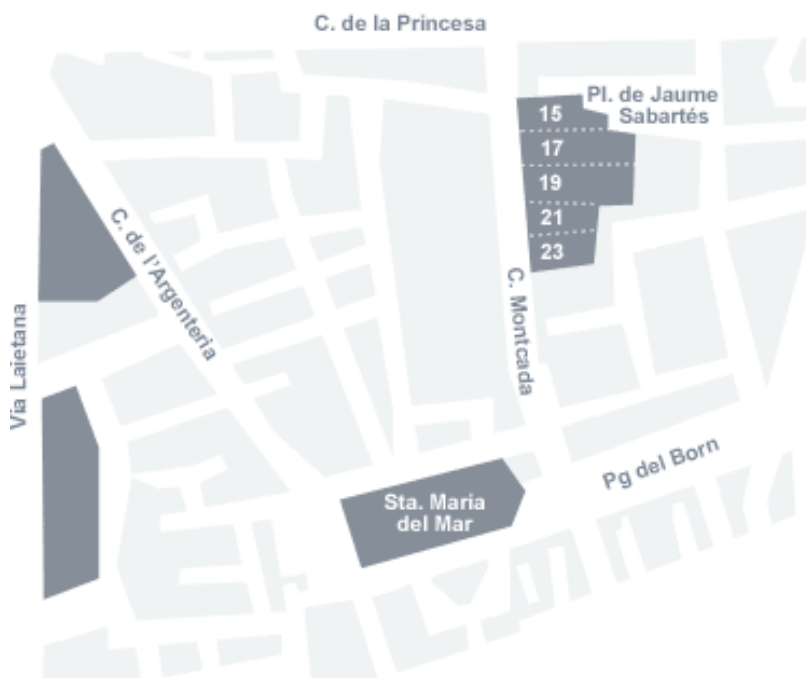 C. de la Princesa
Pl. de Jaume
Sabartés
15
17
19
21
23
C. de l'Argenteria
C. Montcada
Via Laietana
Pg del Born
Sta. Maria
del Mar